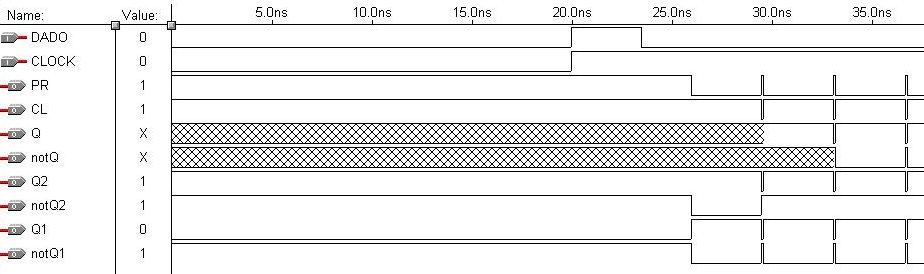 Name: Value: 5.0ns 10.0ns 15.0ns 20.0ns 25.0ns 30.0ns 35.0ns
I DADO 0
I CLOCK 0
O PR 1
O CL 1
O Q X
O notQ X
O Q2 1
O notQ2 1
O Q1 0
O notQ1 1